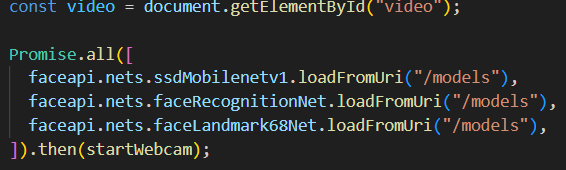 const video = document.getElementById("video");
Promise.all([
faceapi.nets.ssdMobilenetv1.loadFromUri("/models"),
faceapi.nets.faceRecognitionNet.loadFromUri("/models"),
faceapi.nets.faceLandmark68Net.loadFromUri("/models"),
]).then(startWebcam);